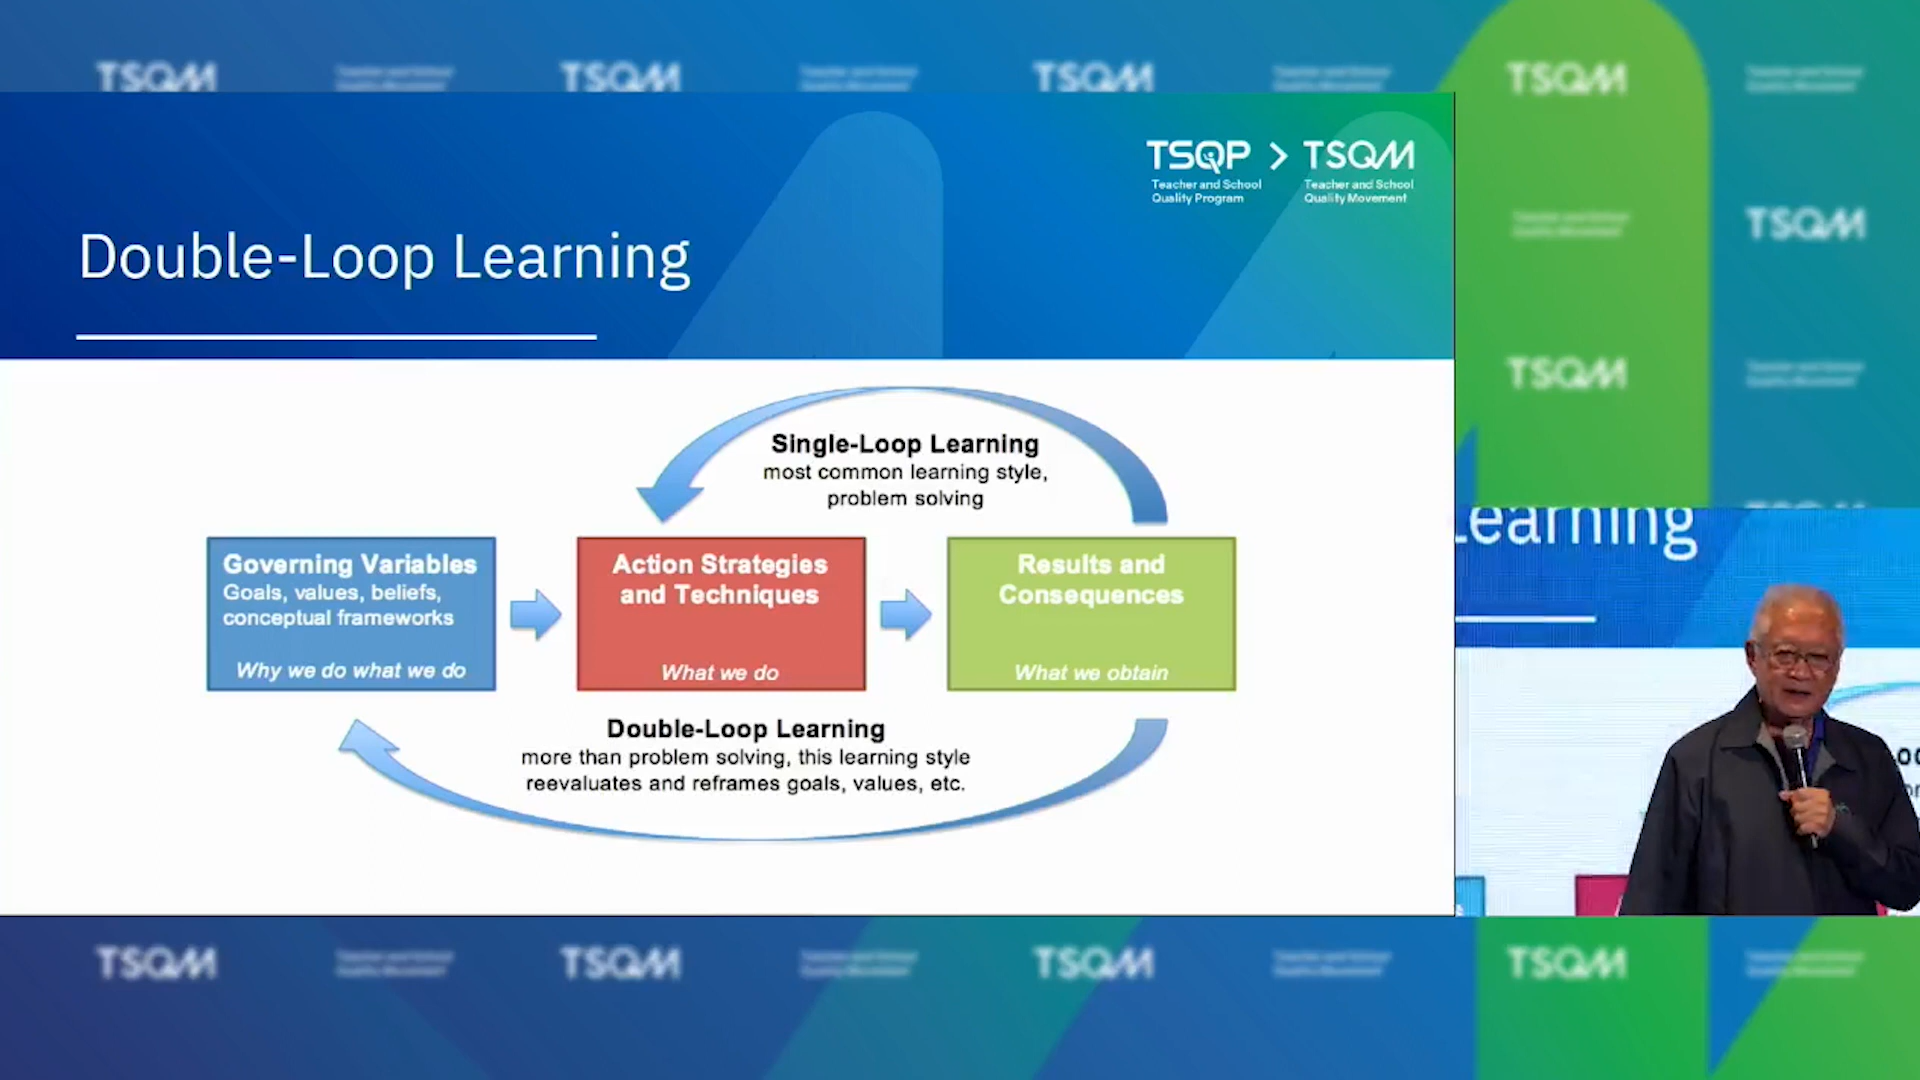 TSQM
TSQM
TSQM
TSQM
TSQP > TSQM
Teacher and School
Quality Program
Teacher and School
Quality Movement
TSQM
Double-Loop Learning
TSQM
Single-Loop Learning
most common learning style,
problem solving
Governing Variables
Goals, values, beliefs,
conceptual frameworks
Why we do what we do
Action Strategies
and Techniques
What we do
Results and
Consequences
What we obtain
Double-Loop Learning
more than problem solving, this learning style
reevaluates and reframes goals, values, etc.
Learning
TSQM
TSQM
TSQM
TSQM